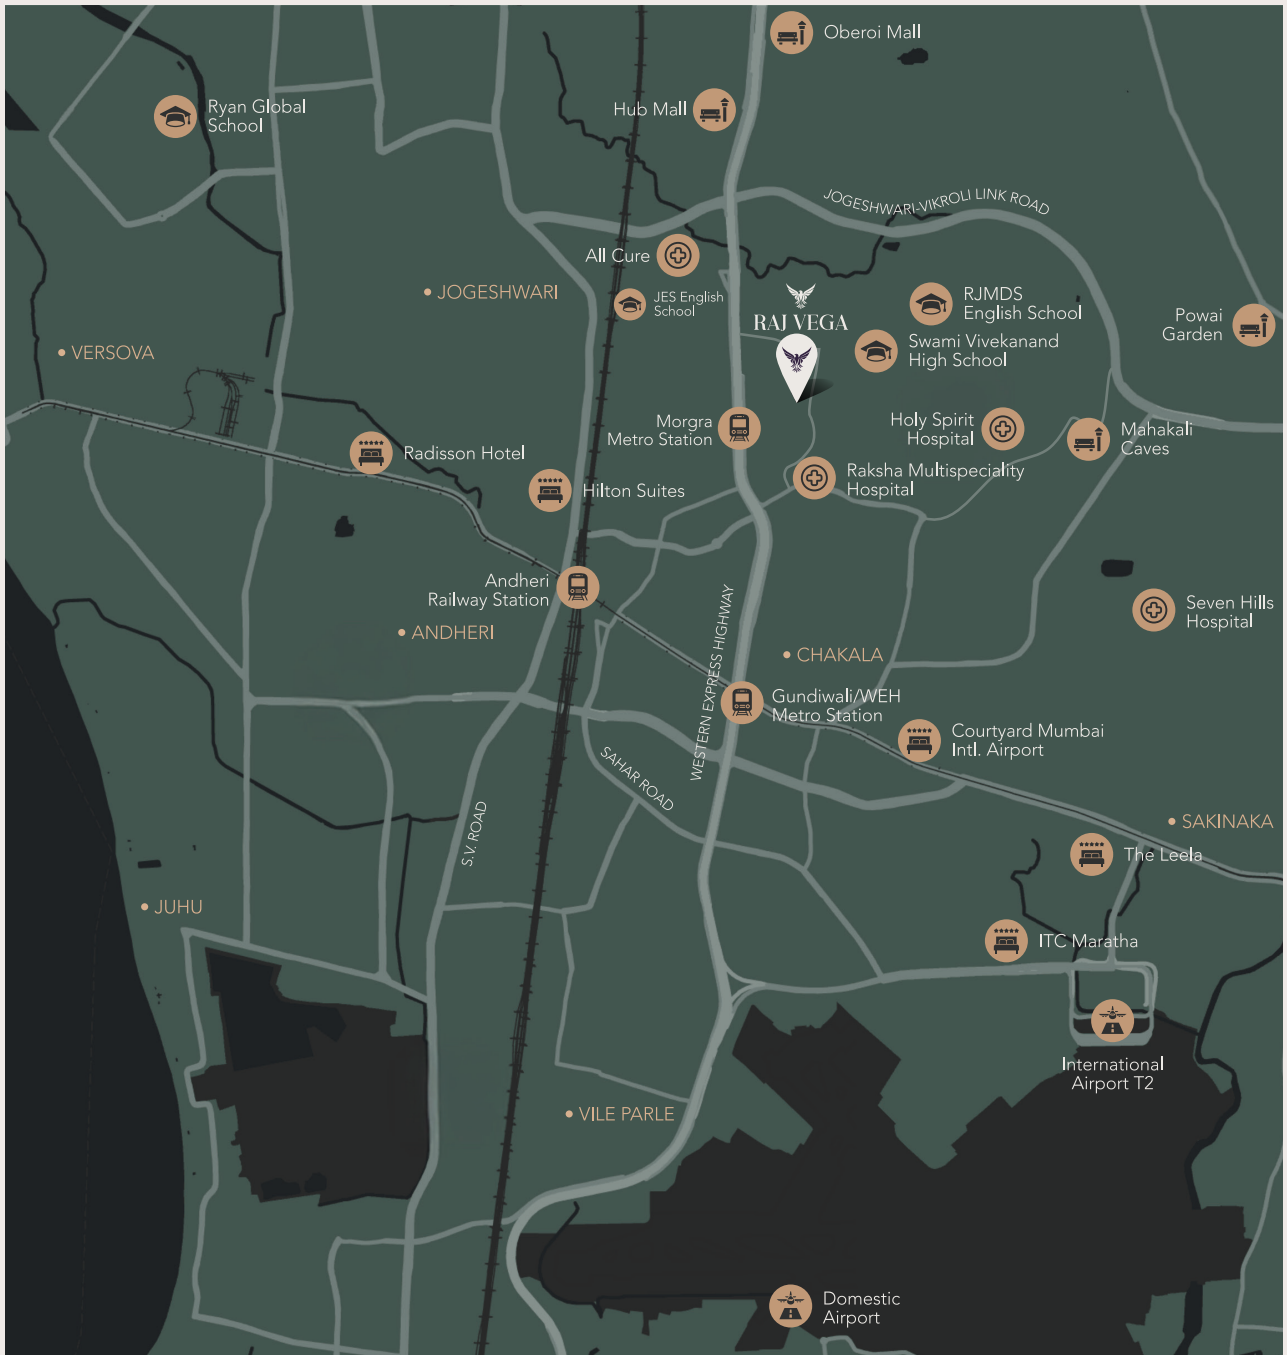 Oberoi Mall
Ryan Global
School
Hub Mall
JOGESHWARI-VIKROLI LINK ROAD
All Cure
JOGESHWARI
JES English
School
RAJ VEGA
RJMDS
English School
Powai
Garden
Swami Vivekanand
High School
VERSOVA
Morgra
Metro Station
Holy Spirit
Hospital
Mahakali
Caves
Radisson Hotel
Hilton Suites
Raksha Multispeciality
Hospital
Andheri
Railway Station
Seven Hills
Hospital
ANDHERI
WESTERN EXPRESS HIGHWAY
CHAKALA
Gundiwali/WEH
Metro Station
Courtyard Mumbai
Intl. Airport
SAHAR ROAD
S.V. ROAD
SAKINAKA
The Leela
JUHU
ITC Maratha
International
Airport T2
VILE PARLE
Domestic
Airport